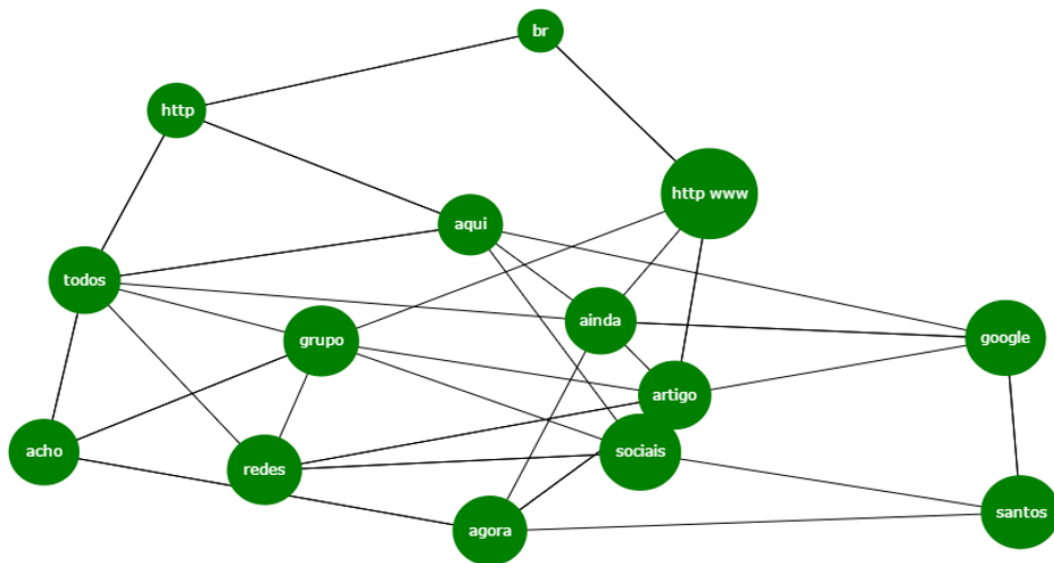 br
http
http www
aqui
todos
ainda
grupo
google
artigo
acho
redes
sociais
agora
santos